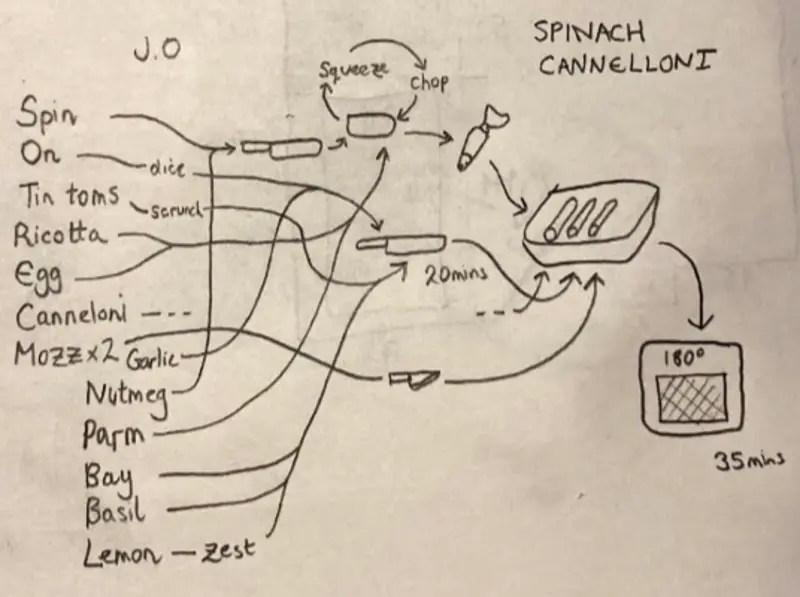 J.O
SPINACH
CANNELLONI
Squeeze
Chop
Spin
On
dice
Tin toms
scrunch
Ricotta
Egg
20mins
Canneloni ---
Mozz x2
Garlic
180°
Nutmeg
Parm
Bay
35mins
Basil
Lemon — zest